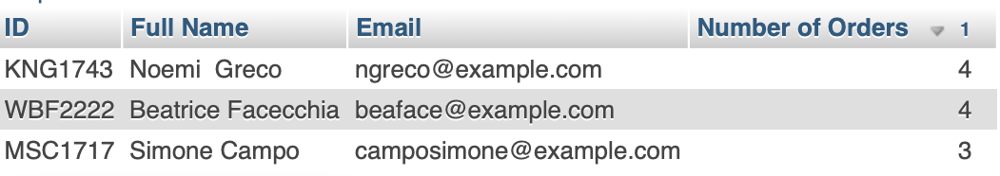 ID Full Name Email Number of Orders 1
KNG1743 Noemi  Greco ngreco@example.com 4
WBF2222 Beatrice Facecchia beaface@example.com 4
MSC1717 Simone Campo camposimone@example.com 3